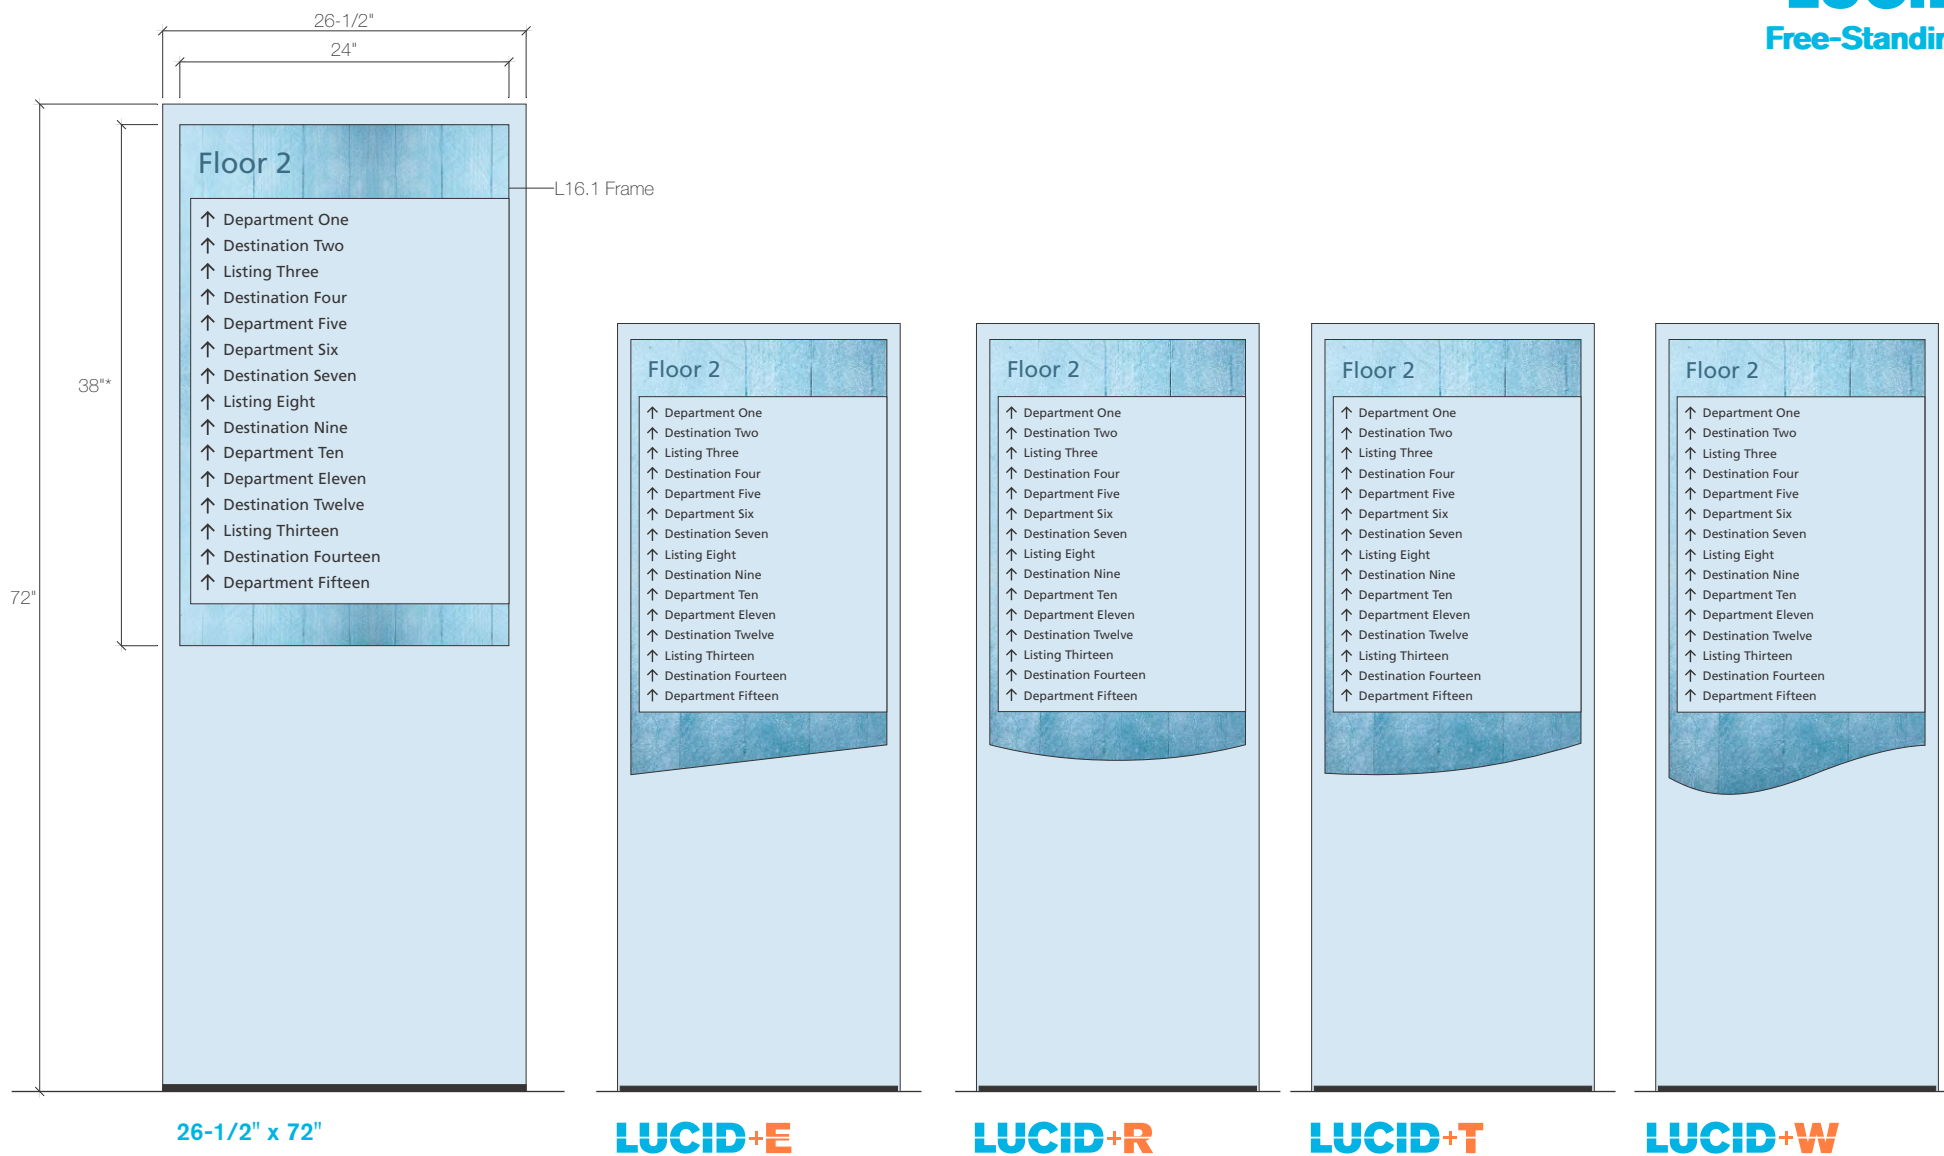 LUCID
Free-Standin
26-1/2"
24"
72"
38"*
L16.1 Frame
Floor 2
↑ Department One
↑ Destination Two
↑ Listing Three
↑ Destination Four
↑ Department Five
↑ Department Six
↑ Destination Seven
↑ Listing Eight
↑ Destination Nine
↑ Department Ten
↑ Department Eleven
↑ Destination Twelve
↑ Listing Thirteen
↑ Destination Fourteen
↑ Department Fifteen
26-1/2" x 72"
Floor 2
↑ Department One
↑ Destination Two
↑ Listing Three
↑ Destination Four
↑ Department Five
↑ Department Six
↑ Destination Seven
↑ Listing Eight
↑ Destination Nine
↑ Department Ten
↑ Department Eleven
↑ Destination Twelve
↑ Listing Thirteen
↑ Destination Fourteen
↑ Department Fifteen
LUCID+E
Floor 2
↑ Department One
↑ Destination Two
↑ Listing Three
↑ Destination Four
↑ Department Five
↑ Department Six
↑ Destination Seven
↑ Listing Eight
↑ Destination Nine
↑ Department Ten
↑ Department Eleven
↑ Destination Twelve
↑ Listing Thirteen
↑ Destination Fourteen
↑ Department Fifteen
LUCID+R
Floor 2
↑ Department One
↑ Destination Two
↑ Listing Three
↑ Destination Four
↑ Department Five
↑ Department Six
↑ Destination Seven
↑ Listing Eight
↑ Destination Nine
↑ Department Ten
↑ Department Eleven
↑ Destination Twelve
↑ Listing Thirteen
↑ Destination Fourteen
↑ Department Fifteen
LUCID+T
Floor 2
↑ Department One
↑ Destination Two
↑ Listing Three
↑ Destination Four
↑ Department Five
↑ Department Six
↑ Destination Seven
↑ Listing Eight
↑ Destination Nine
↑ Department Ten
↑ Department Eleven
↑ Destination Twelve
↑ Listing Thirteen
↑ Destination Fourteen
↑ Department Fifteen
LUCID+W